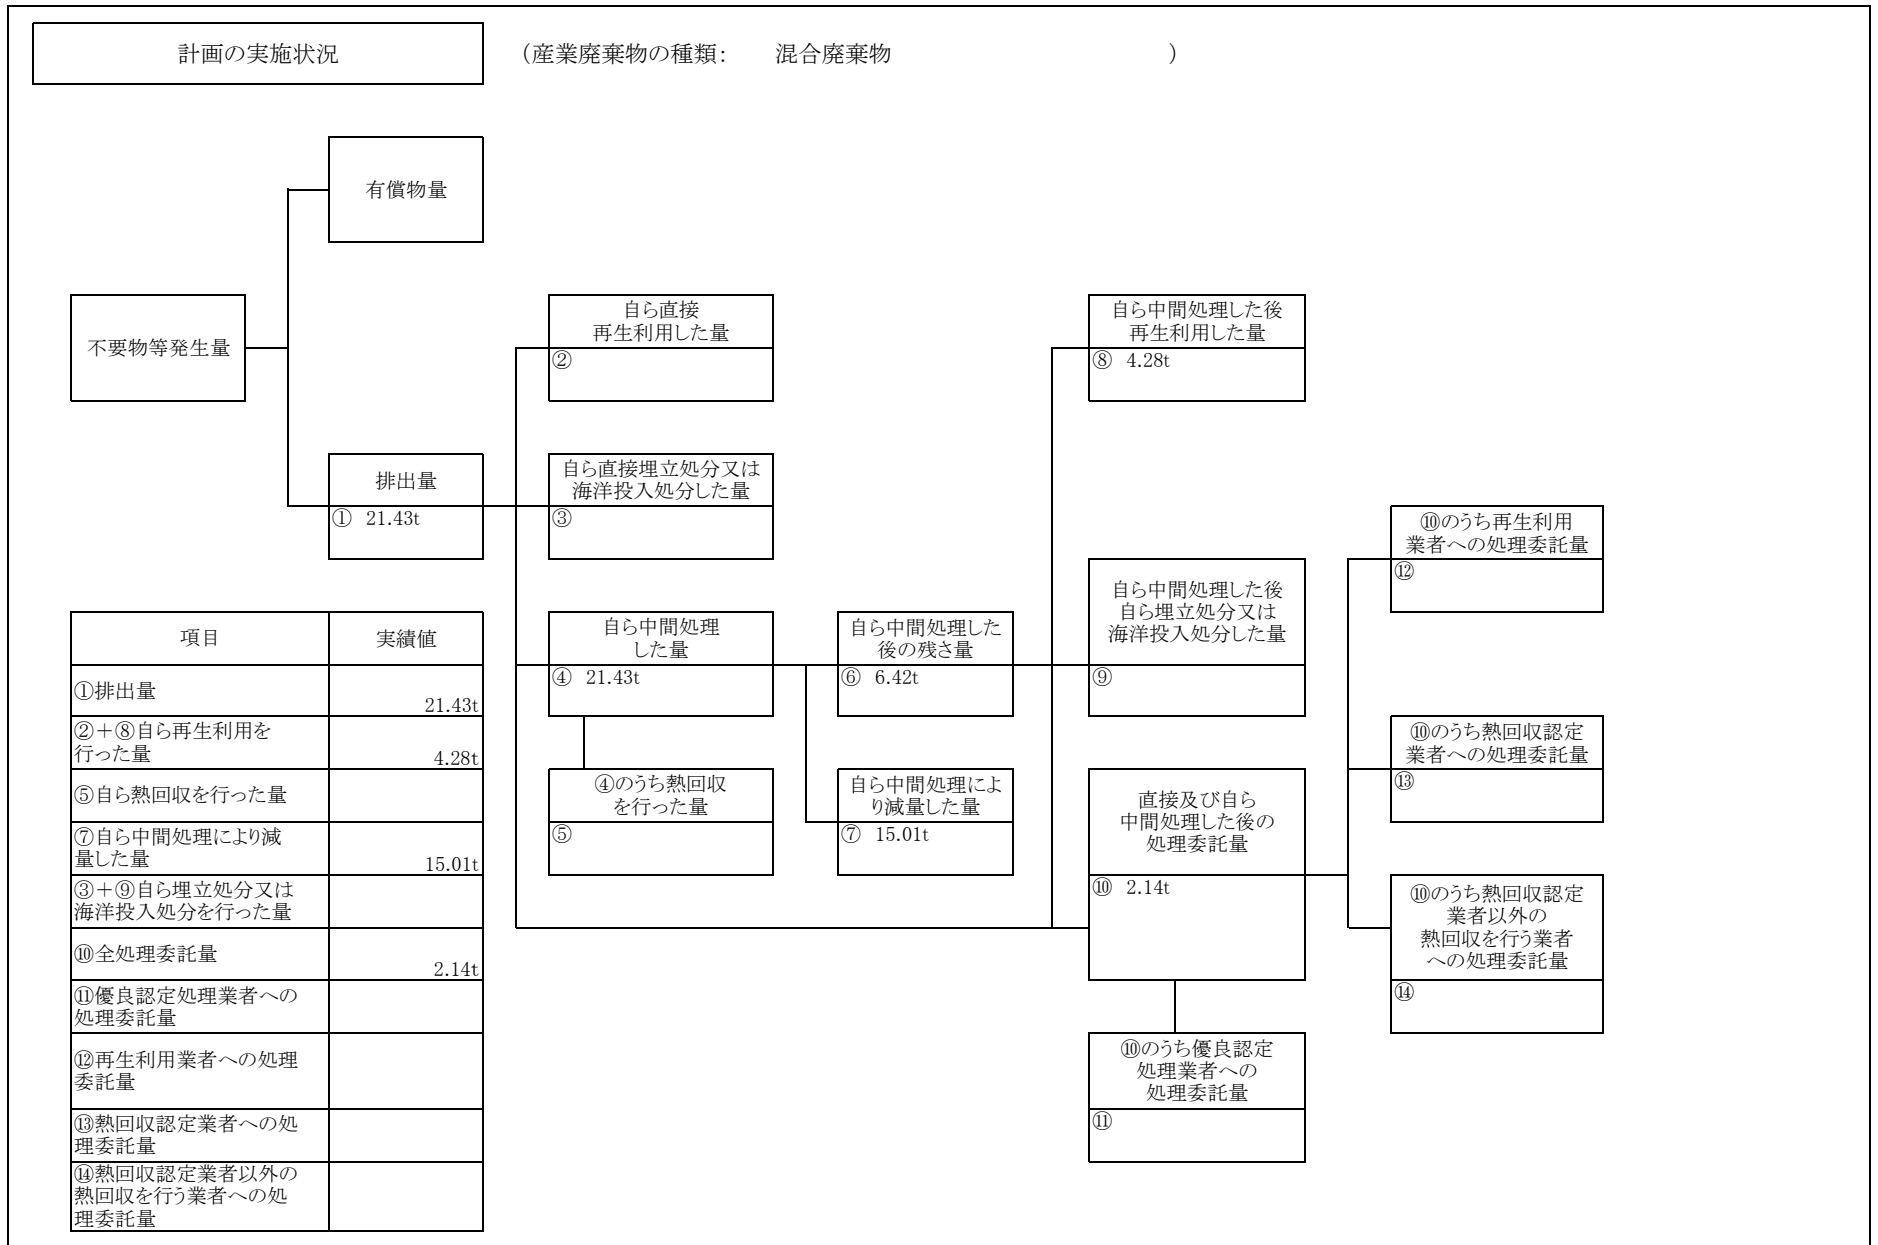 計画の実施状況
（産業廃棄物の種類：　混合廃棄物　）
有償物量
不要物等発生量
自ら直接
再生利用した量
②
自ら中間処理した後
再生利用した量
⑧ 4.28t
排出量
① 21.43t
自ら直接埋立処分又は
海洋投入処分した量
③
⑩のうち再生利用
業者への処理委託量
⑫
自ら中間処理した後
自ら埋立処分又は
海洋投入処分した量
⑨
自ら中間処理
した量
④ 21.43t
自ら中間処理した
後の残さ量
⑥ 6.42t
⑩のうち熱回収認定
業者への処理委託量
⑬
④のうち熱回収
を行った量
⑤
自ら中間処理によ
り減量した量
⑦ 15.01t
直接及び自ら
中間処理した後の
処理委託量
⑩ 2.14t
⑩のうち熱回収認定
業者以外の
熱回収を行う業者
への処理委託量
⑭
⑩のうち優良認定
処理業者への
処理委託量
⑪
項目 実績値
①排出量
21.43t
②＋⑧自ら再生利用を
行った量
4.28t
⑤自ら熱回収を行った量
⑦自ら中間処理により減
量した量
15.01t
③＋⑨自ら埋立処分又は
海洋投入処分を行った量
⑩全処理委託量
2.14t
⑪優良認定処理業者への
処理委託量
⑫再生利用業者への処理
委託量
⑬熱回収認定業者への処
理委託量
⑭熱回収認定業者以外の
熱回収を行う業者への処
理委託量